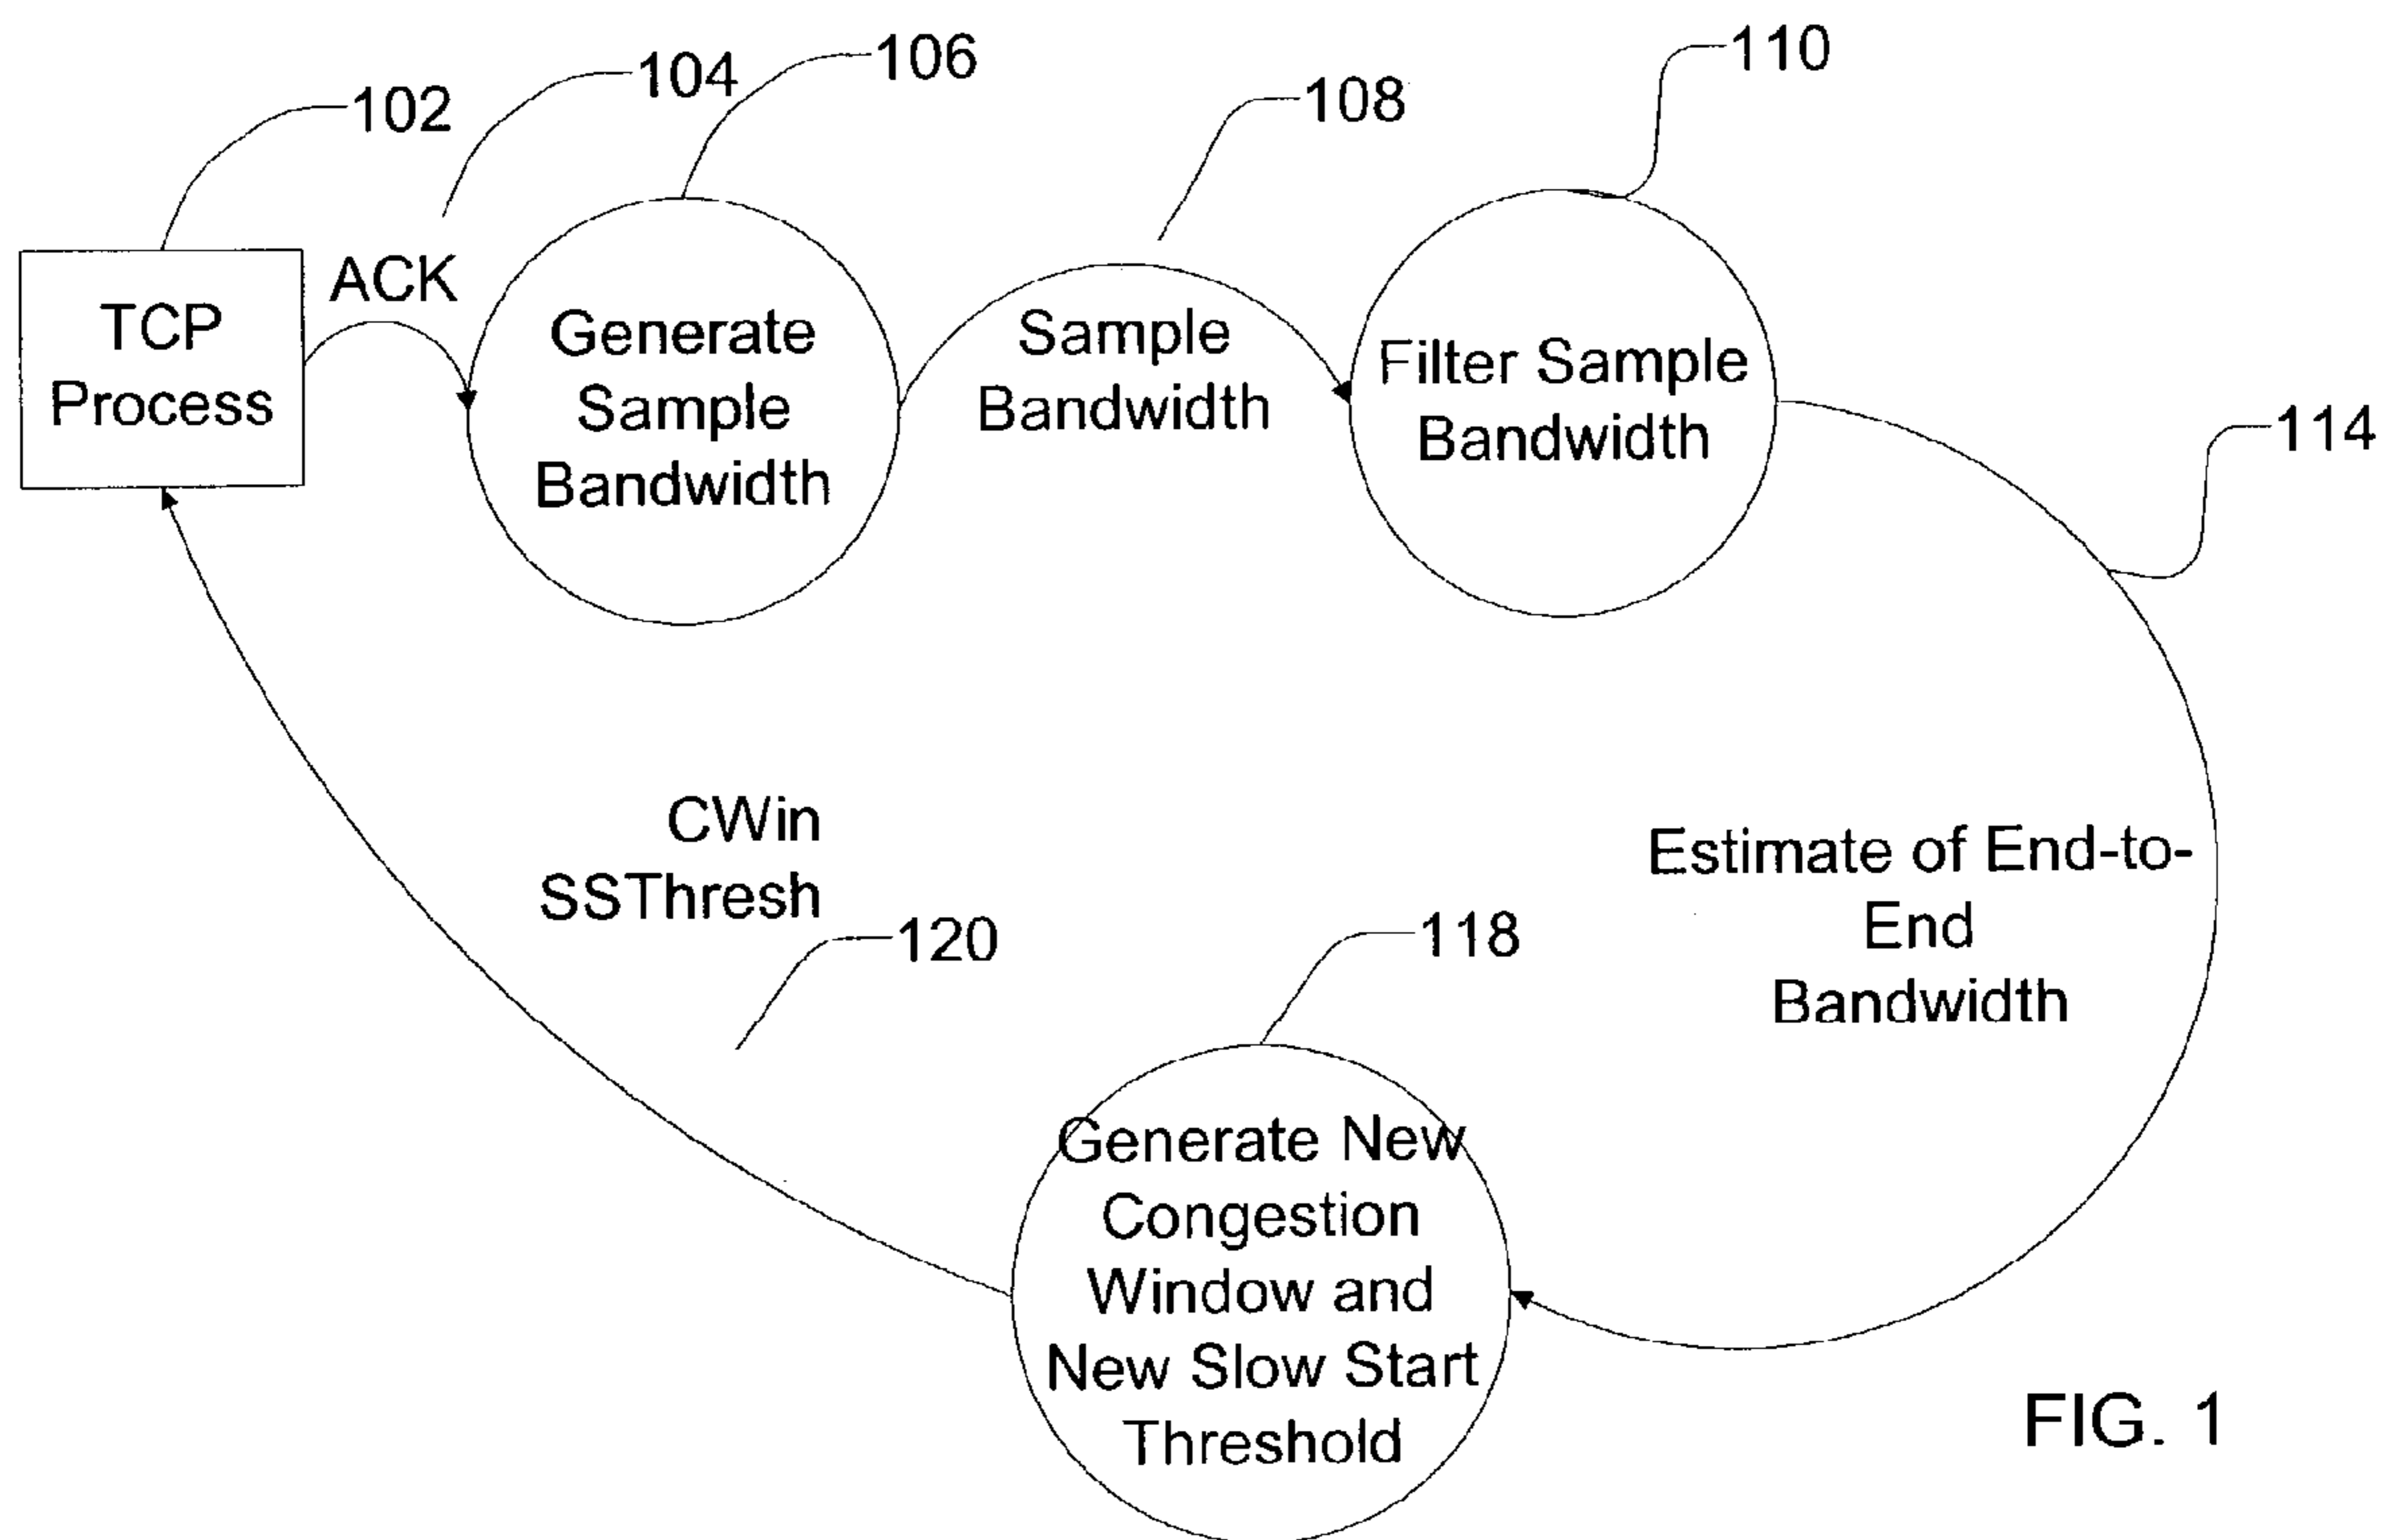 102
104
106
108
110
TCP
Process
ACK
Generate
Sample
Bandwidth
Sample
Bandwidth
Filter Sample
Bandwidth
114
CWin
SSThresh
120
Estimate of End-to-
End
Bandwidth
118
Generate New
Congestion
Window and
New Slow Start
Threshold
FIG. 1